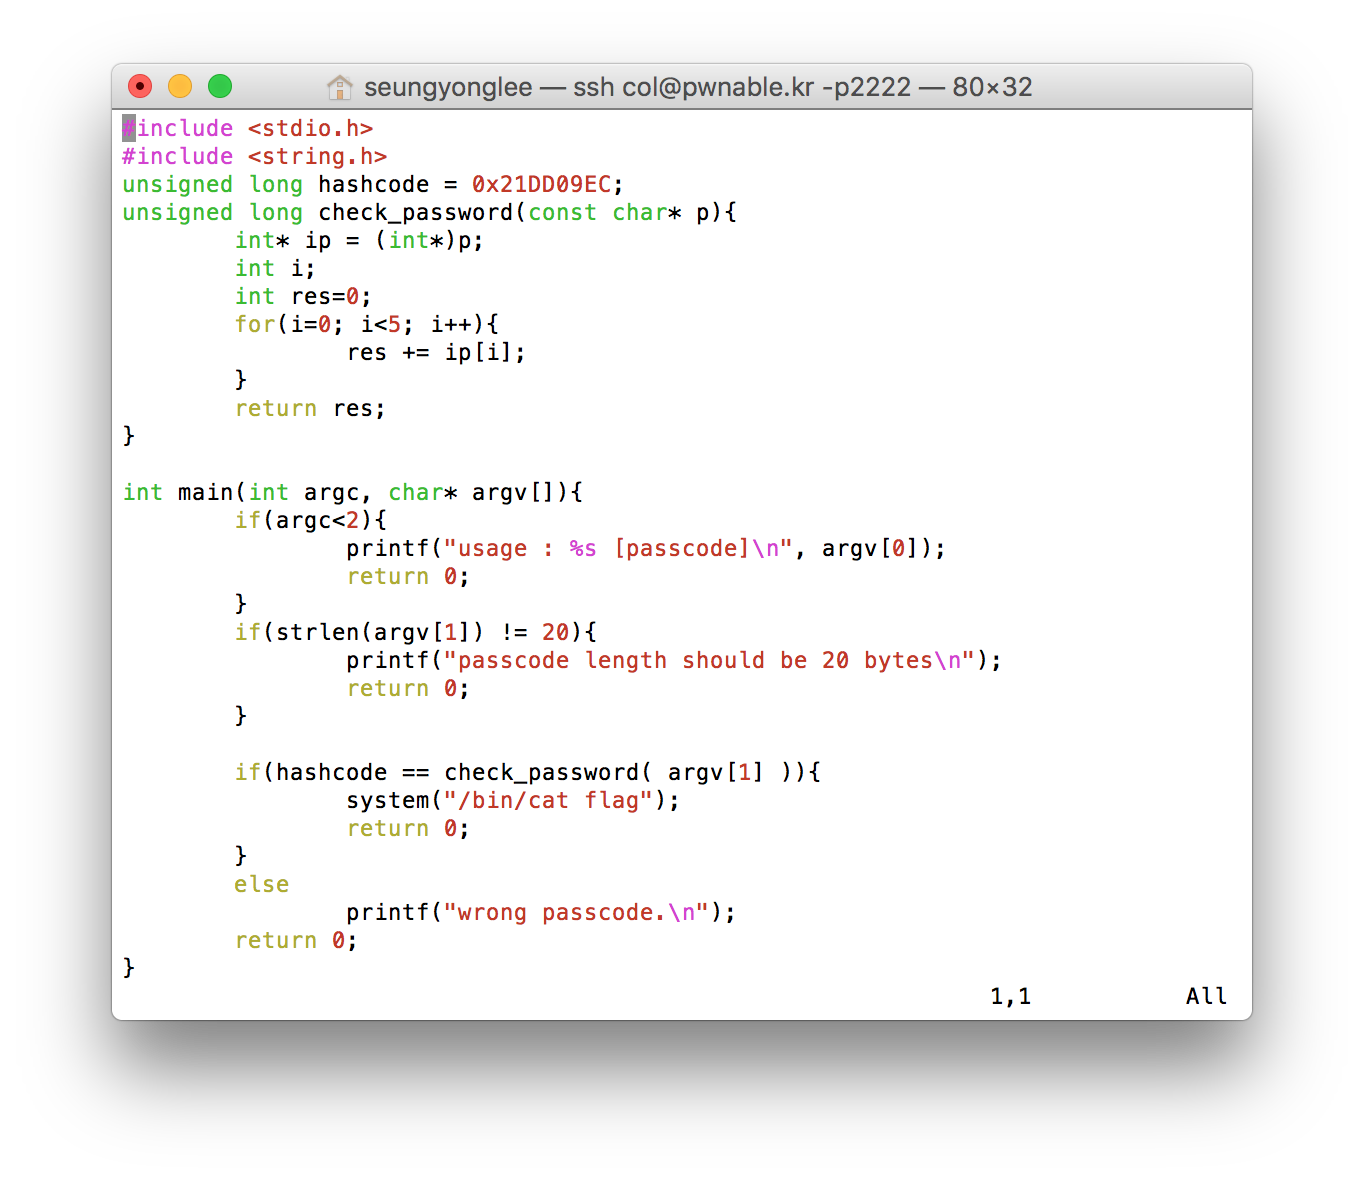 seungyonglee — ssh col@pwnable.kr -p2222 — 80×32
#include <stdio.h>
#include <string.h>
unsigned long hashcode = 0x21DD09EC;
unsigned long check_password(const char* p){
        int* ip = (int*)p;
        int i;
        int res=0;
        for(i=0; i<5; i++){
                res += ip[i];
        }
        return res;
}

int main(int argc, char* argv[]){
        if(argc<2){
                printf("usage : %s [passcode]\n", argv[0]);
                return 0;
        }
        if(strlen(argv[1]) != 20){
                printf("passcode length should be 20 bytes\n");
                return 0;
        }

        if(hashcode == check_password( argv[1] )){
                system("/bin/cat flag");
                return 0;
        }
        else
                printf("wrong passcode.\n");
        return 0;
}
1,1 All